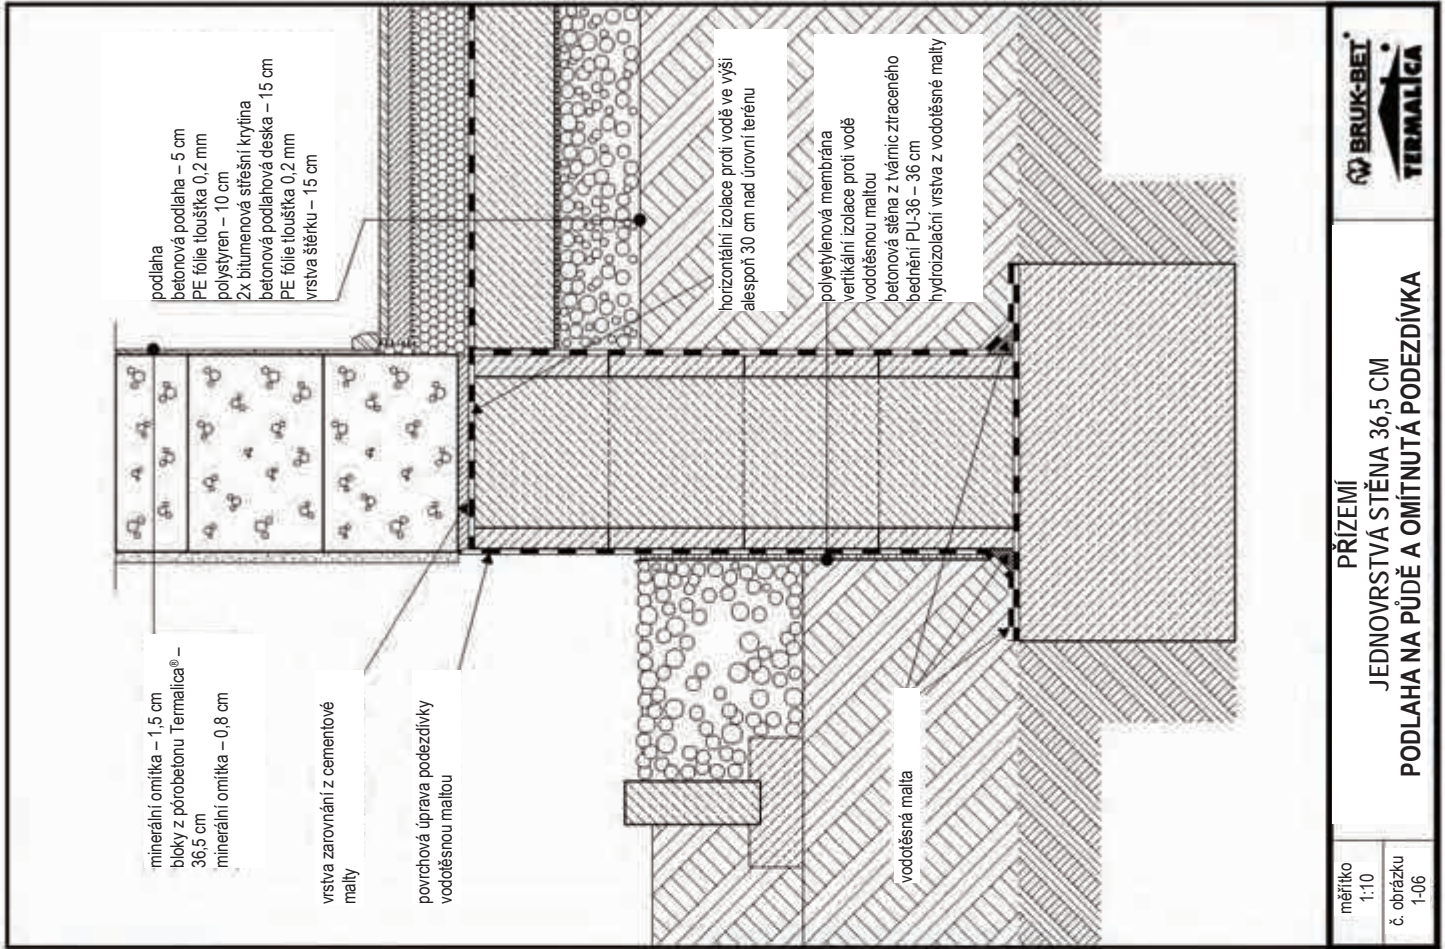 minerální omítka – 1,5 cm
bloky z pórobetonu Termalica® –
36,5 cm
minerální omítka – 0,8 cm
vrstva zarovnání z cementové
malty
povrchová úprava podezdívky
vodotěsnou maltou
vodotěsná malta
podlaha
betonová podlaha – 5 cm
PE fólie tloušťka 0,2 mm
polystyren – 10 cm
2x bitumenová střešní krytina
betonová podlahová deska – 15 cm
PE fólie tloušťka 0,2 mm
vrstva štěrku – 15 cm
horizontální izolace proti vodě ve výši
alespoň 30 cm nad úrovní terénu
polyetylenová membrána
vertikální izolace proti vodě
vodotěsnou maltou
betonová stěna z tvárnic ztraceného
bednění PU-36 – 36 cm
hydroizolační vrstva z vodotěsné malty
měřítko
1:10
č. obrázku
1-06
PŘÍZEMÍ
JEDNOVRSTVÁ STĚNA 36,5 CM
PODLAHA NA PŮDĚ A OMÍTNUTÁ PODEZDÍVKA
BRUK-BET®
TERMALICA